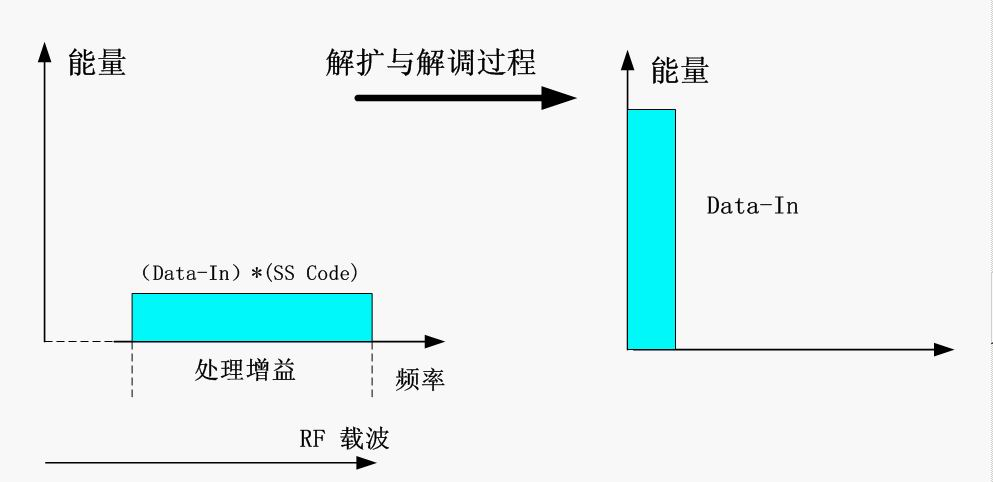 能量
解扩与解调过程
能量
Data-In
（Data-In）*(SS Code)
处理增益
频率
RF 载波